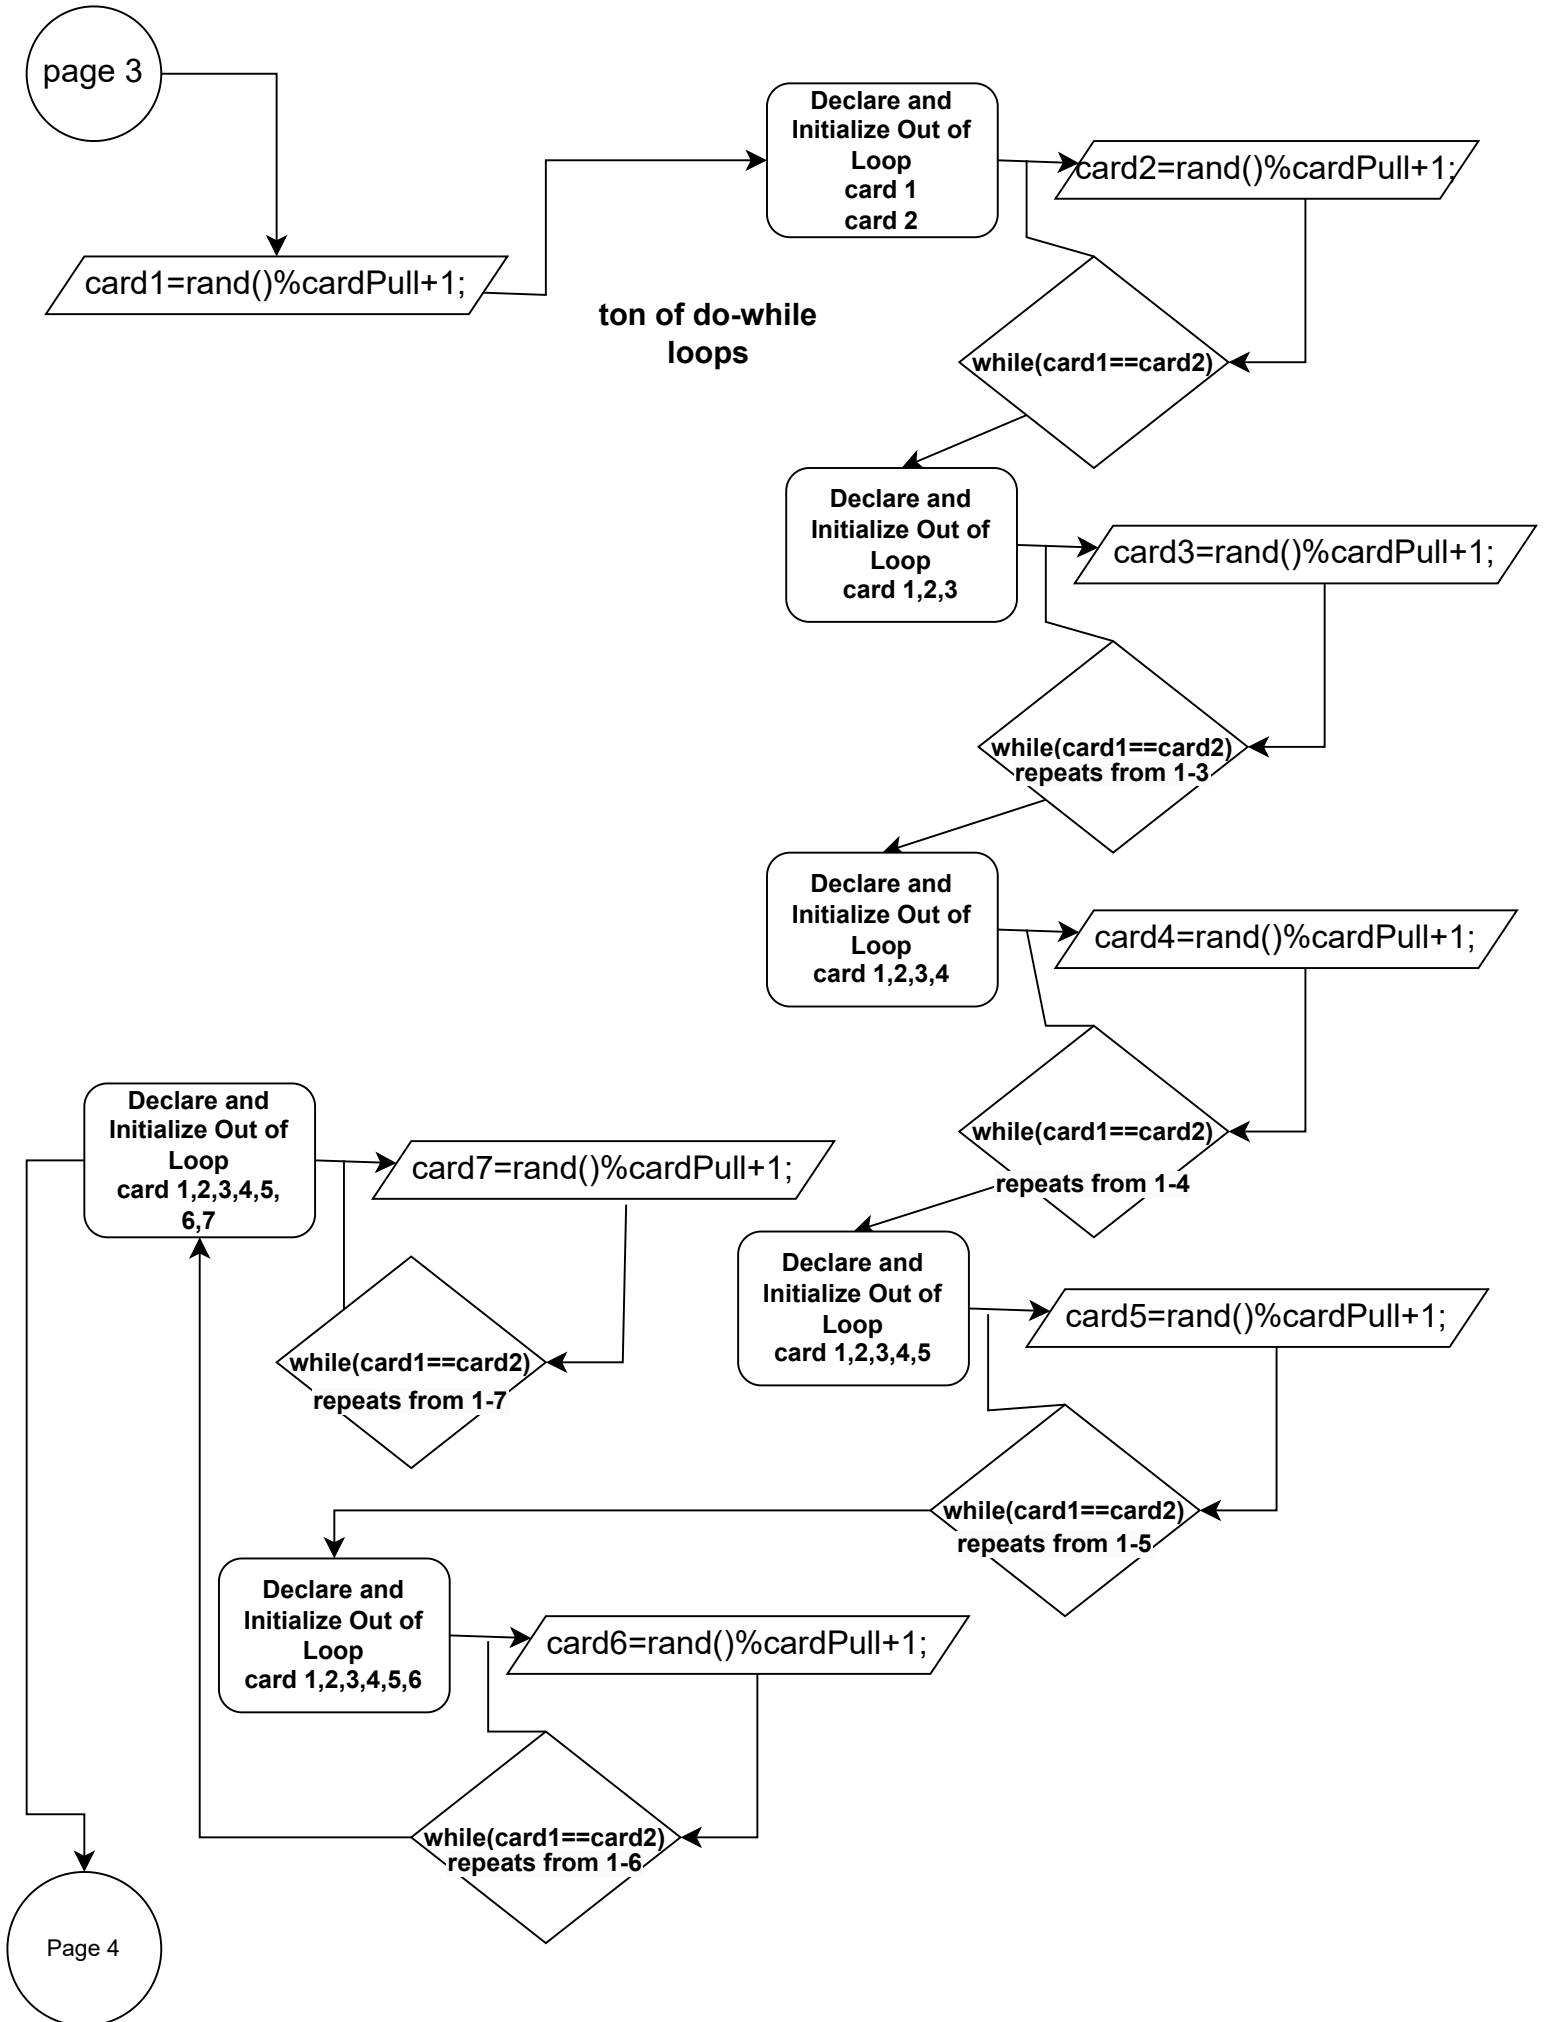 page 3
card1=rand()%cardPull+1;
ton of do-while
loops
Declare and
Initialize Out of
Loop
card 1
card 2
card2=rand()%cardPull+1;
while(card1==card2)
Declare and
Initialize Out of
Loop
card 1,2,3
card3=rand()%cardPull+1;
while(card1==card2)
repeats from 1-3
Declare and
Initialize Out of
Loop
card 1,2,3,4
card4=rand()%cardPull+1;
while(card1==card2)
repeats from 1-4
Declare and
Initialize Out of
Loop
card 1,2,3,4,5
card5=rand()%cardPull+1;
while(card1==card2)
repeats from 1-5
Declare and
Initialize Out of
Loop
card 1,2,3,4,5,6
card6=rand()%cardPull+1;
while(card1==card2)
repeats from 1-6
Declare and
Initialize Out of
Loop
card 1,2,3,4,5,
6,7
card7=rand()%cardPull+1;
while(card1==card2)
repeats from 1-7
Page 4